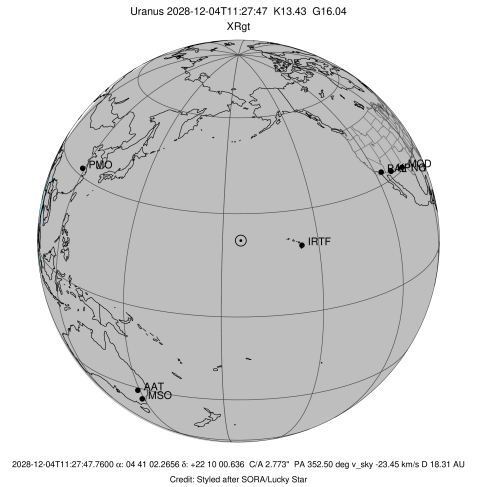 Uranus 2028-12-04T11:27:47 K13.43 G16.04
XRgt
PMO
MCD
IRTF
AAT
MSO
2028-12-04T11:27:47.7600 α: 04 41 02.2656 δ: +22 10 00.636 C/A 2.773" PA 352.50 deg v_sky -23.45 km/s D 18.31 AU
Credit: Styled after SORA/Lucky Star